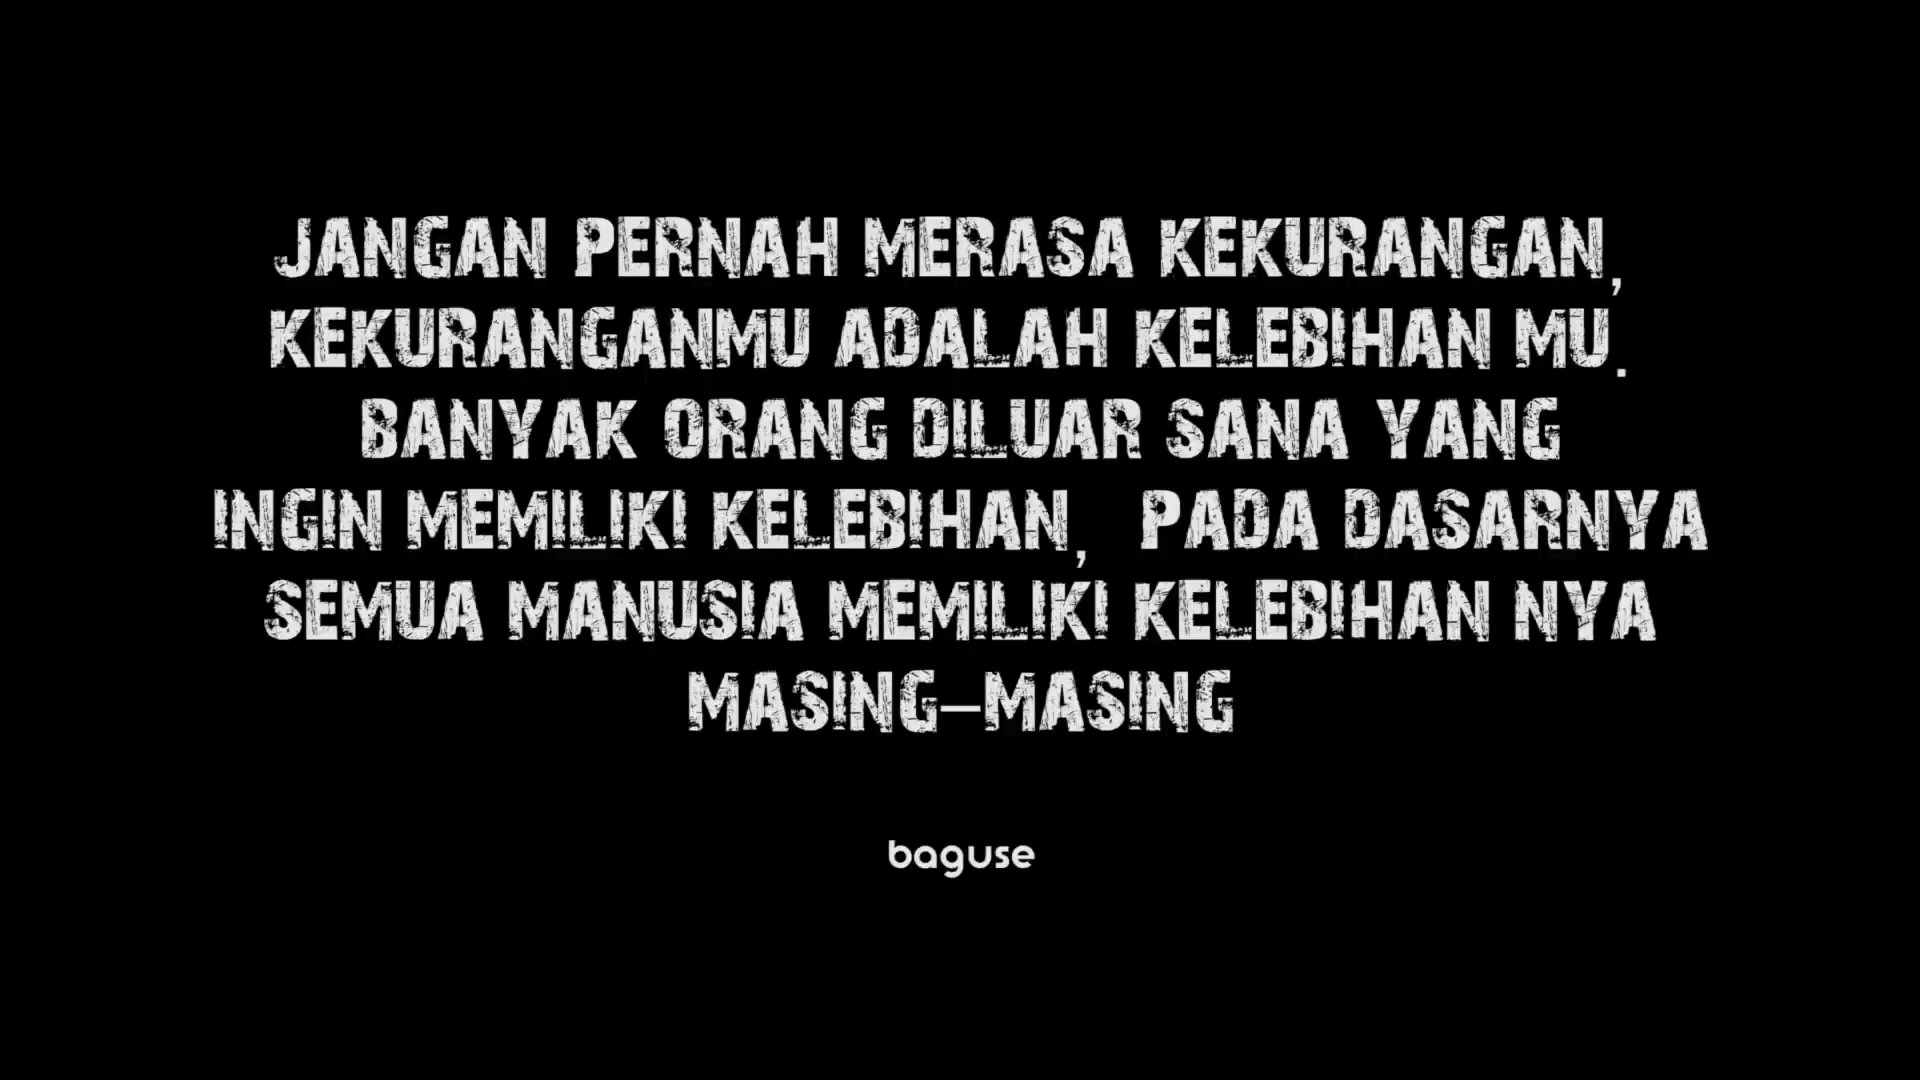 JANGAN PERNAH MERASA KEKURANGAN,
KEKURANGANMU ADALAH KELEBIHAN MU.
BANYAK ORANG DILUAR SANA YANG
INGIN MEMILIKI KELEBIHAN, PADA DASARNYA
SEMUA MANUSIA MEMILIKI KELEBIHAN NYA
MASING-MASING
baguse